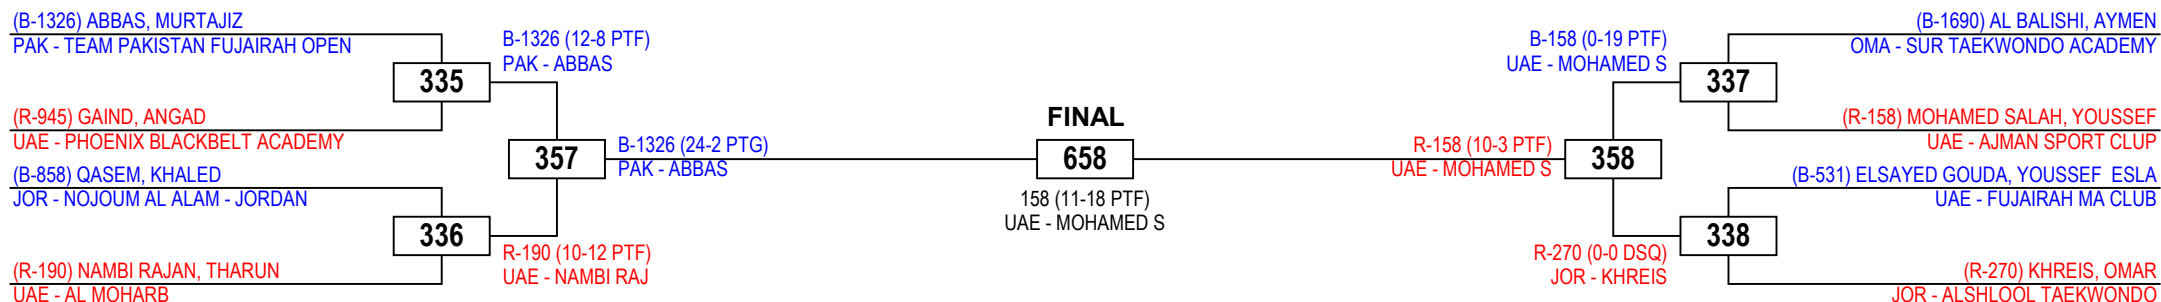 (B-1326) ABBAS, MURTAJIZ
PAK - TEAM PAKISTAN FUJAIRAH OPEN
335
(R-945) GAIND, ANGAD
UAE - PHOENIX BLACKBELT ACADEMY
B-1326 (12-8 PTF)
PAK - ABBAS
(B-858) QASEM, KHALED
JOR - NOJOUM AL ALAM - JORDAN
336
(R-190) NAMBI RAJAN, THARUN
UAE - AL MOHARB
R-190 (10-12 PTF)
UAE - NAMBI RAJ
357
B-1326 (24-2 PTG)
PAK - ABBAS
FINAL
658
158 (11-18 PTF)
UAE - MOHAMED S
R-158 (10-3 PTF)
UAE - MOHAMED S
358
B-158 (0-19 PTF)
UAE - MOHAMED S
337
(B-1690) AL BALISHI, AYMEN
OMA - SUR TAEKWONDO ACADEMY
(R-158) MOHAMED SALAH, YOUSSEF
UAE - AJMAN SPORT CLUP
R-270 (0-0 DSQ)
JOR - KHREIS
338
(B-531) ELSAYED GOUDA, YOUSSEF  ESLA
UAE - FUJAIRAH MA CLUB
(R-270) KHREIS, OMAR
JOR - ALSHLOOL TAEKWONDO